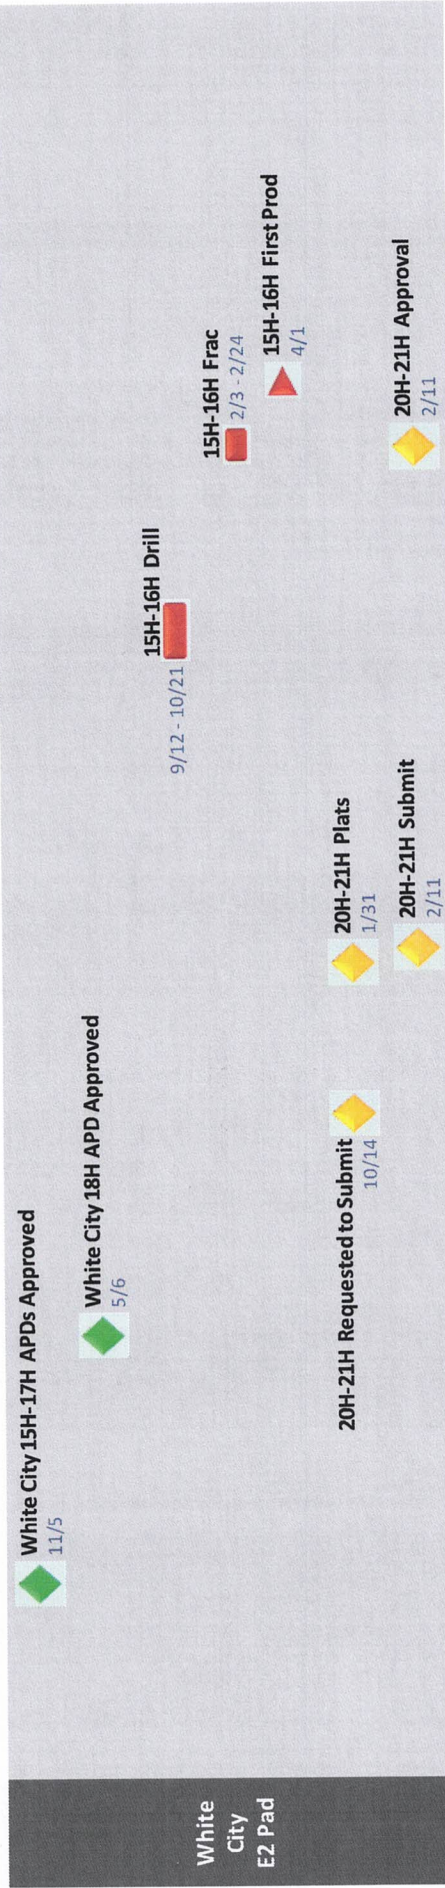 White
City
E2 Pad
White City 15H-17H APDs Approved
11/5
White City 18H APD Approved
5/6
15H-16H Drill
9/12 - 10/21
15H-16H Frac
2/3 - 2/24
15H-16H First Prod
4/1
20H-21H Requested to Submit
10/14
20H-21H Plats
1/31
20H-21H Submit
2/11
20H-21H Approval
2/11